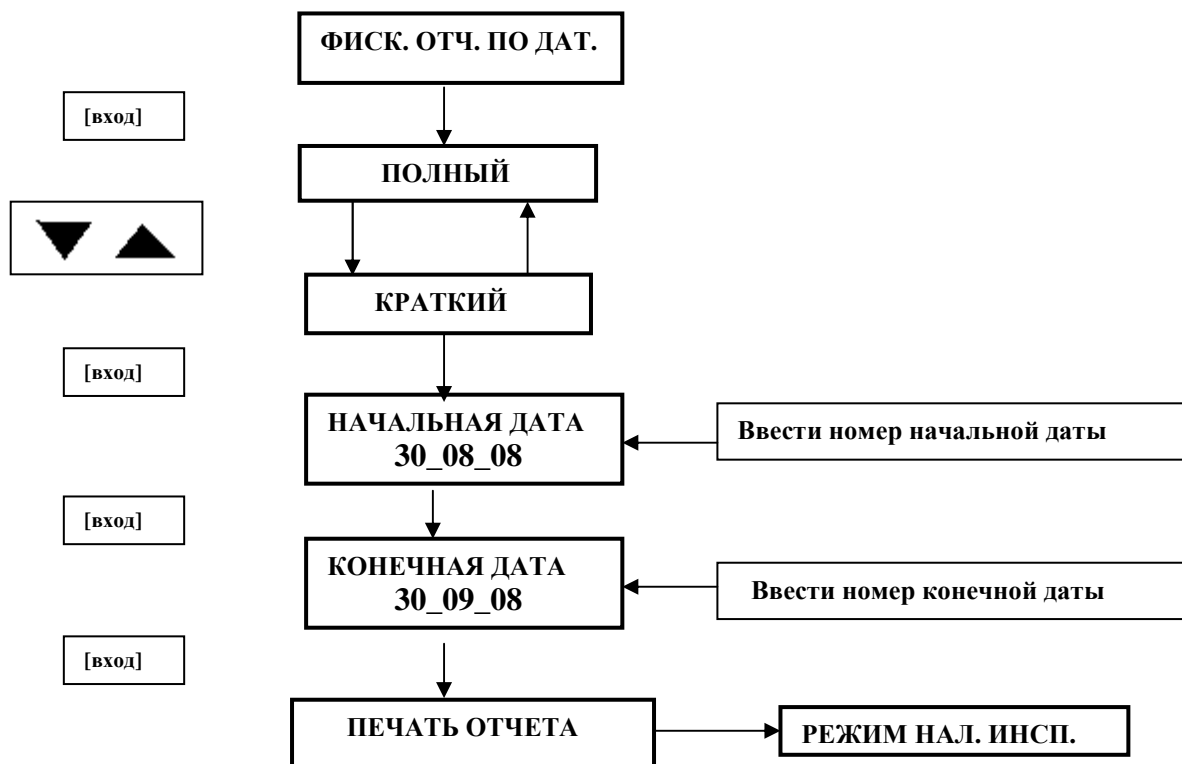 ФИСК. ОТЧ. ПО ДАТ.
[вход]
ПОЛНЫЙ
КРАТКИЙ
[вход]
НАЧАЛЬНАЯ ДАТА
30_08_08
Ввести номер начальной даты
[вход]
КОНЕЧНАЯ ДАТА
30_09_08
Ввести номер конечной даты
[вход]
ПЕЧАТЬ ОТЧЕТА
РЕЖИМ НАЛ. ИНСП.